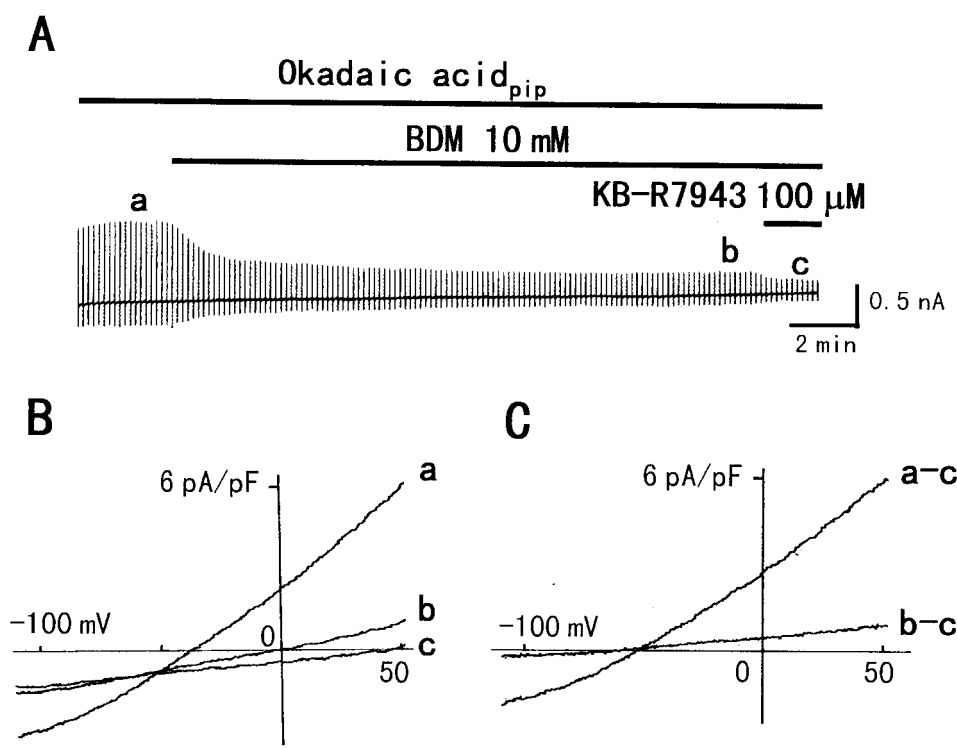 A
Okadaic acidpip
BDM 10 mM
KB-R7943 100 μM
a
b
c
0.5 nA
2 min
B
6 pA/pF
a
-100 mV
0
b
c
50
C
6 pA/pF
a-c
-100 mV
b-c
0
50